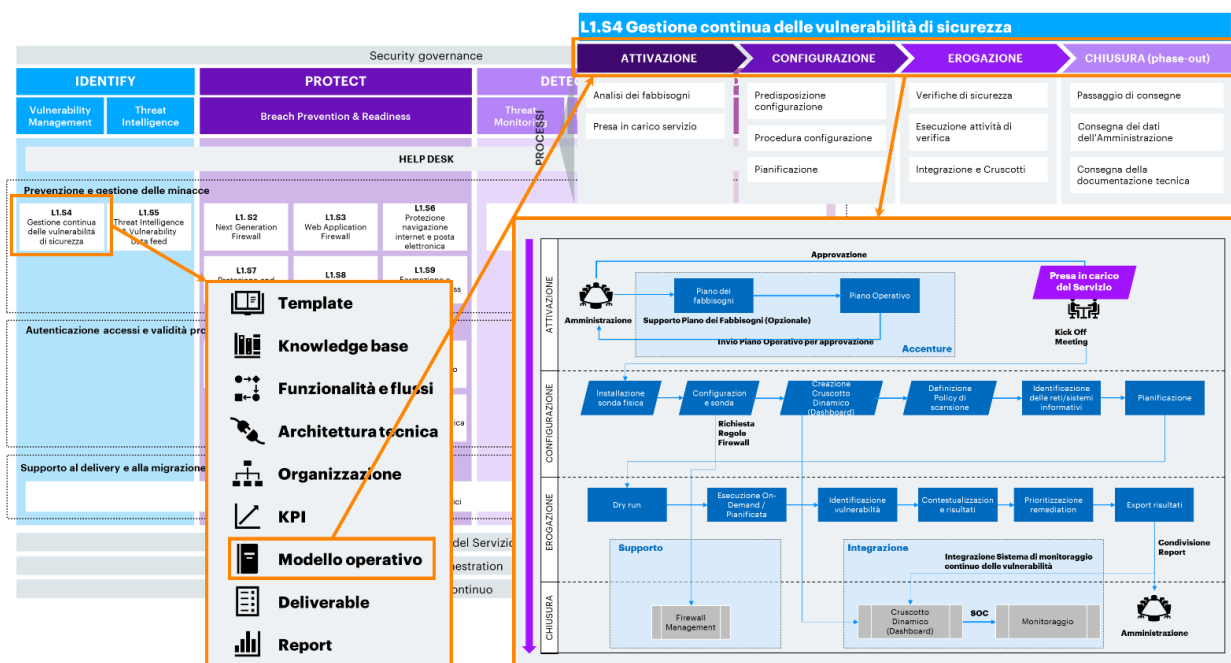 L1.S4 Gestione continua delle vulnerabilità di sicurezza
Security governance
IDENTIFY
PROTECT
Vulnerability
Management
Threat
Intelligence
Breach Prevention & Readiness
Threat
HELP DESK
Prevenzione e gestione delle minacce
L1.S4
Gestione continua
delle vulnerabilità
di sicurezza
L1.S5
Threat Intelligence
& Vulnerability
Data feed
L1. S2
Next Generation
Firewall
L1.S3
Web Application
Firewall
L1.S6
Protezione
navigazione
internet e posta
elettronica
L1.S7
L1.S8
L1.S9
Autenticazione accessi e validità
Supporto al delivery e alla migrazione
Template
Knowledge base
Funzionalità e flussi
Architettura tecnica
Organizzazione
KPI
Modello operativo
Deliverable
Report
PROCESSI
ATTIVAZIONE
CONFIGURAZIONE
EROGAZIONE
CHIUSURA (phase-out)
Analisi dei fabbisogni
Presa in carico servizio
Predisposizione
configurazione
Procedura configurazione
Pianificazione
Verifiche di sicurezza
Esecuzione attività di
verifica
Integrazione e Cruscotti
Passaggio di consegne
Consegna dei dati
dell'Amministrazione
Consegna della
documentazione tecnica
ATTIVAZIONE
Approvazione
Amministrazione
Piano dei
fabbisogni
Piano Operativo
Supporto Piano dei Fabbisogni (Opzionale)
Invio Piano Operativo per approvazione
Accenture
Presa in carico
del Servizio
Kick Off
Meeting
CONFIGURAZIONE
Installazione
sonda fisica
Configurazion
e sonda
Creazione
Cruscotto
Dinamico
(Dashboard)
Definizione
Policy di
scansione
Identificazione
delle reti/sistemi
informativi
Pianificazione
Richiesta
Regole
Firewall
EROGAZIONE
Dry run
Esecuzione On-
Demand /
Pianificata
Identificazione
vulnerabiltà
Contestualizzazion
e risultati
Prioritizzazione
remediation
Export risultati
Supporto
Integrazione
Integrazione Sistema di monitoraggio
continuo delle vulnerabilità
Condivisione
Report
CHIUSURA
Firewall
Management
Cruscotto
Dinamico
(Dashboard)
SOC
Monitoraggio
Amministrazione